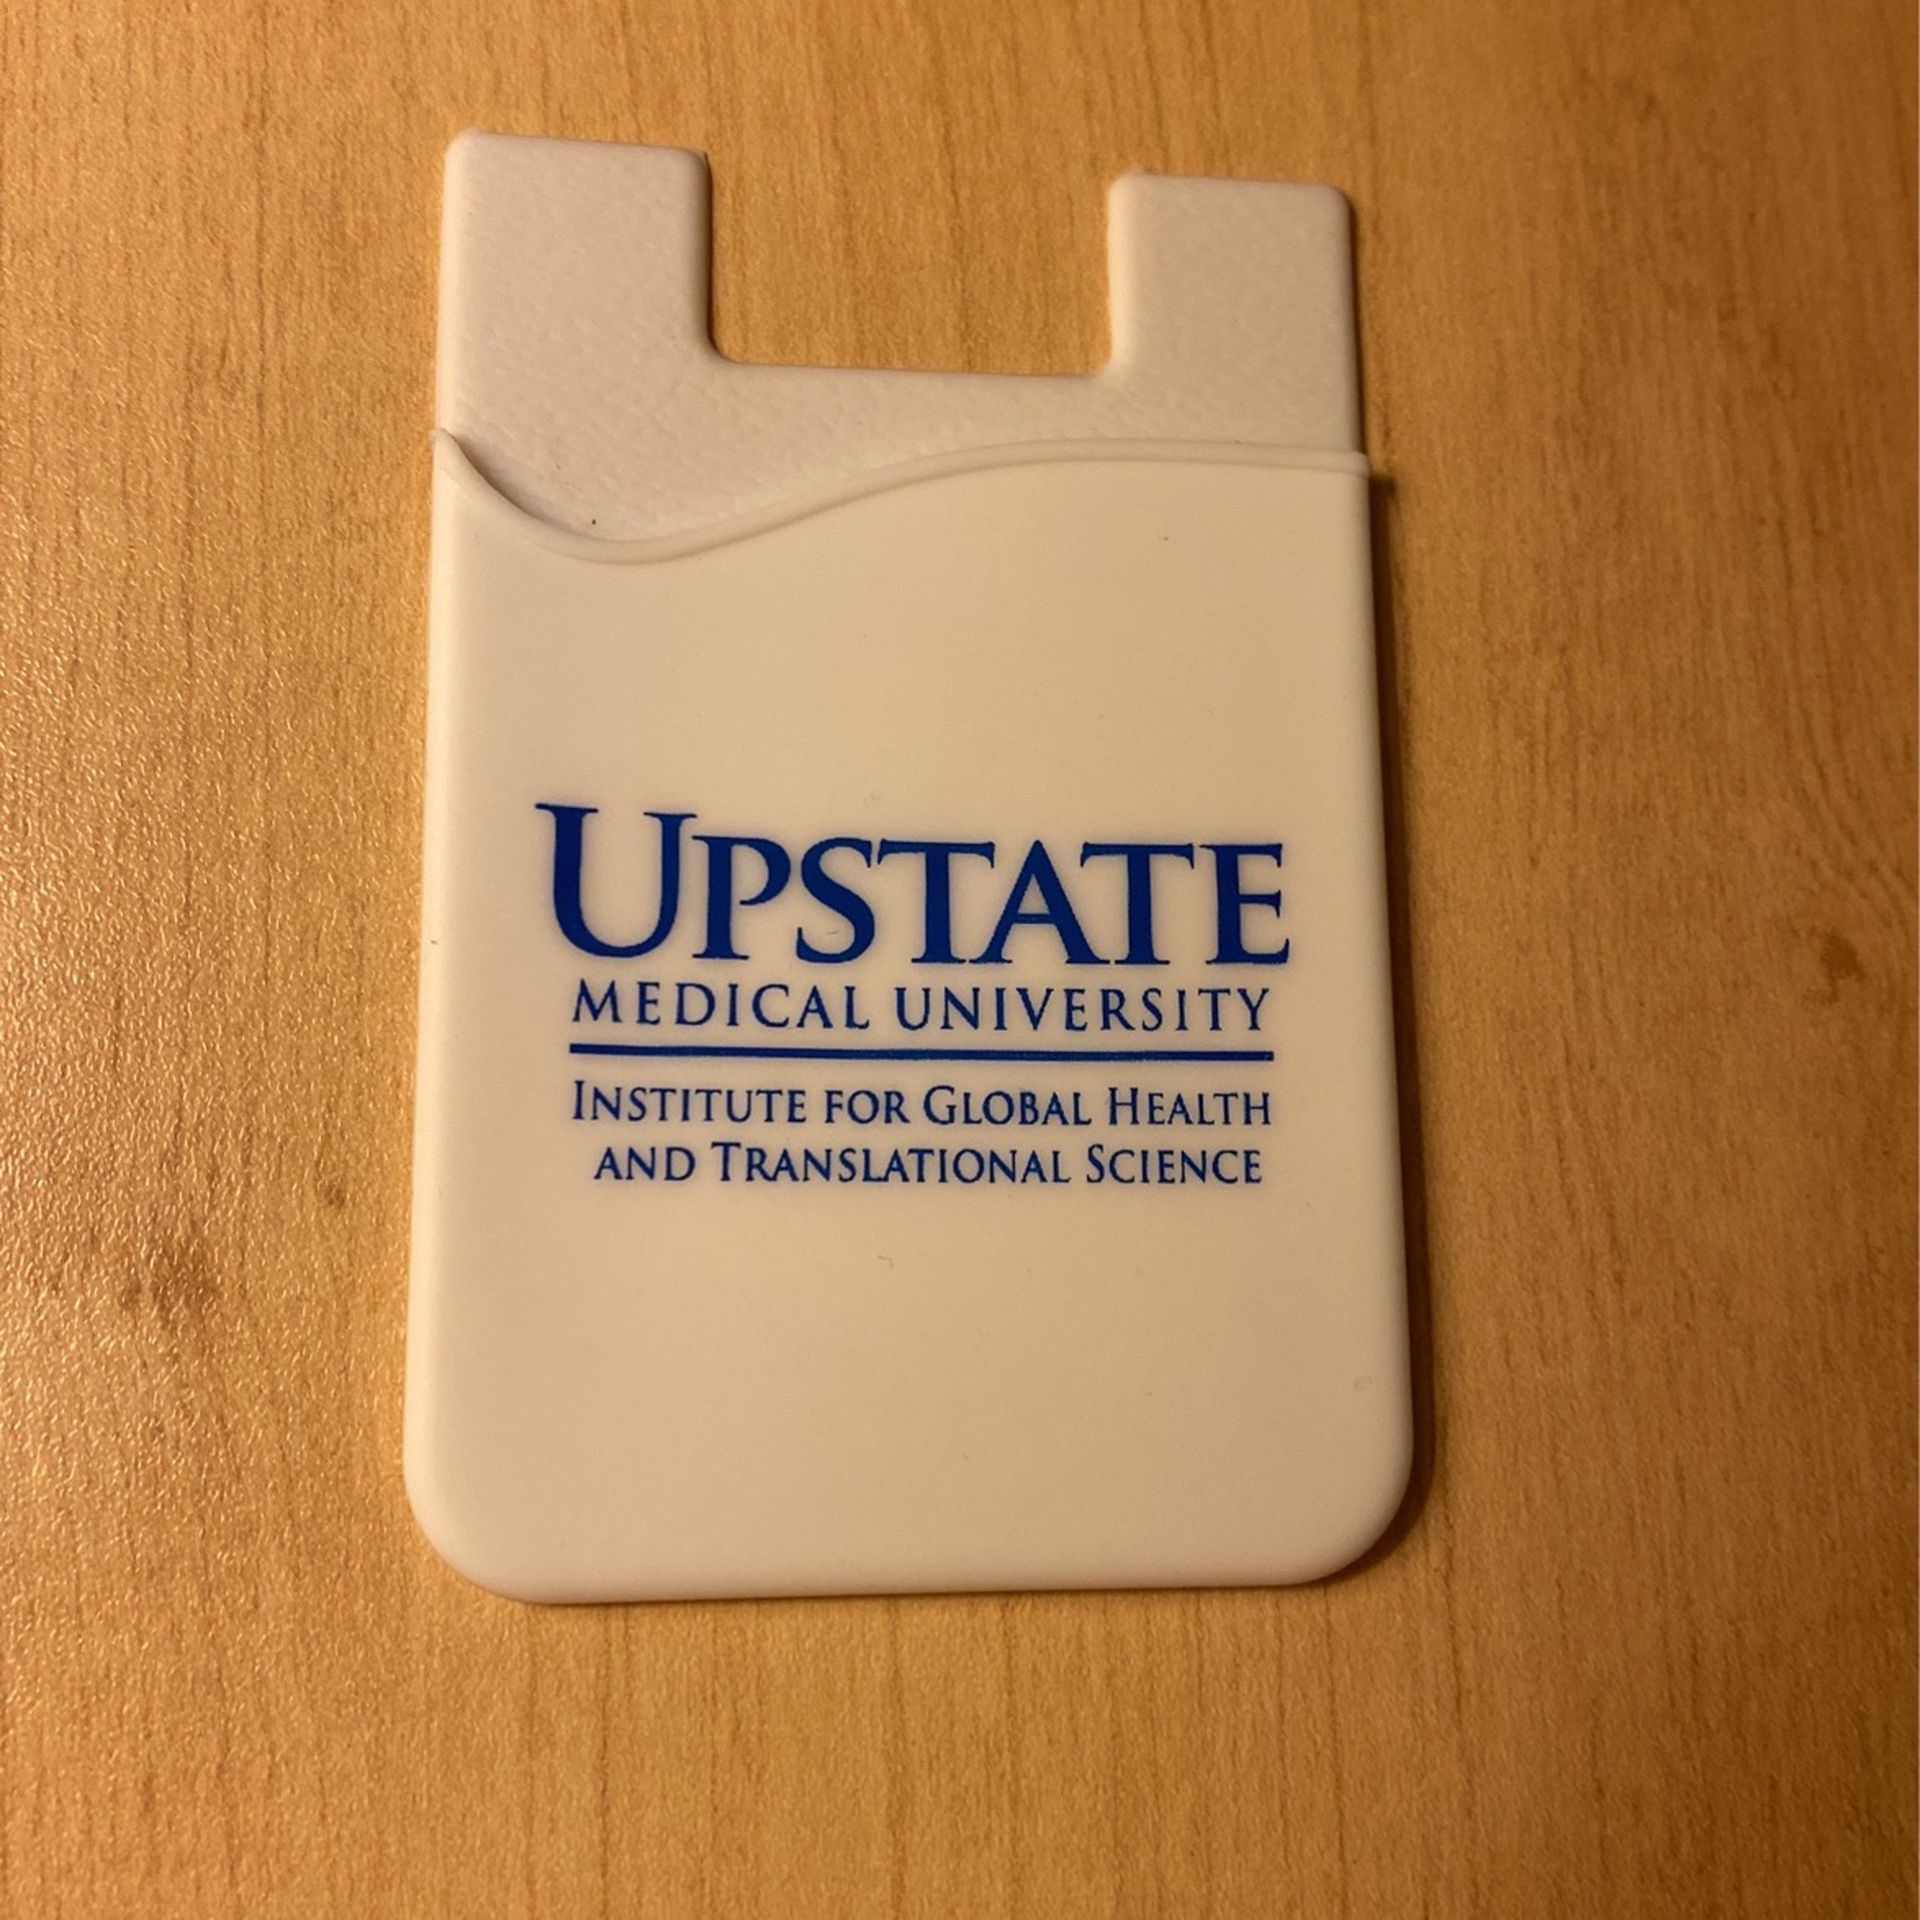 UPSTATE
MEDICAL UNIVERSITY
INSTITUTE FOR GLOBAL HEALTH
AND TRANSLATIONAL SCIENCE